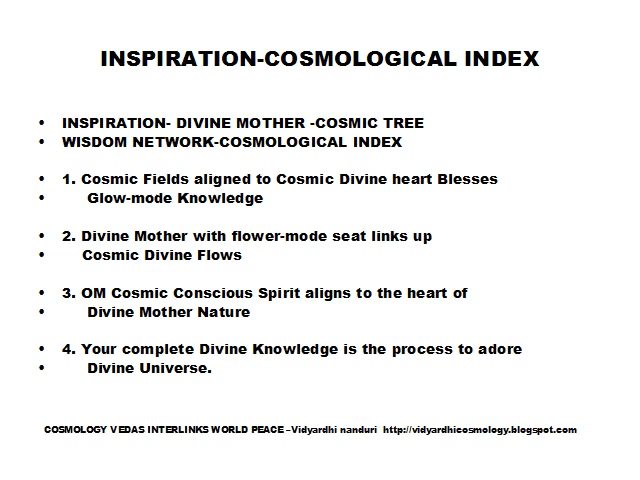 INSPIRATION-COSMOLOGICAL INDEX
• INSPIRATION- DIVINE MOTHER -COSMIC TREE
• WISDOM NETWORK-COSMOLOGICAL INDEX
• 1. Cosmic Fields aligned to Cosmic Divine heart Blesses
• Glow-mode Knowledge
• 2. Divine Mother with flower-mode seat links up
• Cosmic Divine Flows
• 3. OM Cosmic Conscious Spirit aligns to the heart of
• Divine Mother Nature
• 4. Your complete Divine Knowledge is the process to adore
• Divine Universe.
COSMOLOGY VEDAS INTERLINKS WORLD PEACE –Vidyardhi nanduri http://vidyardhicosmology.blogspot.com